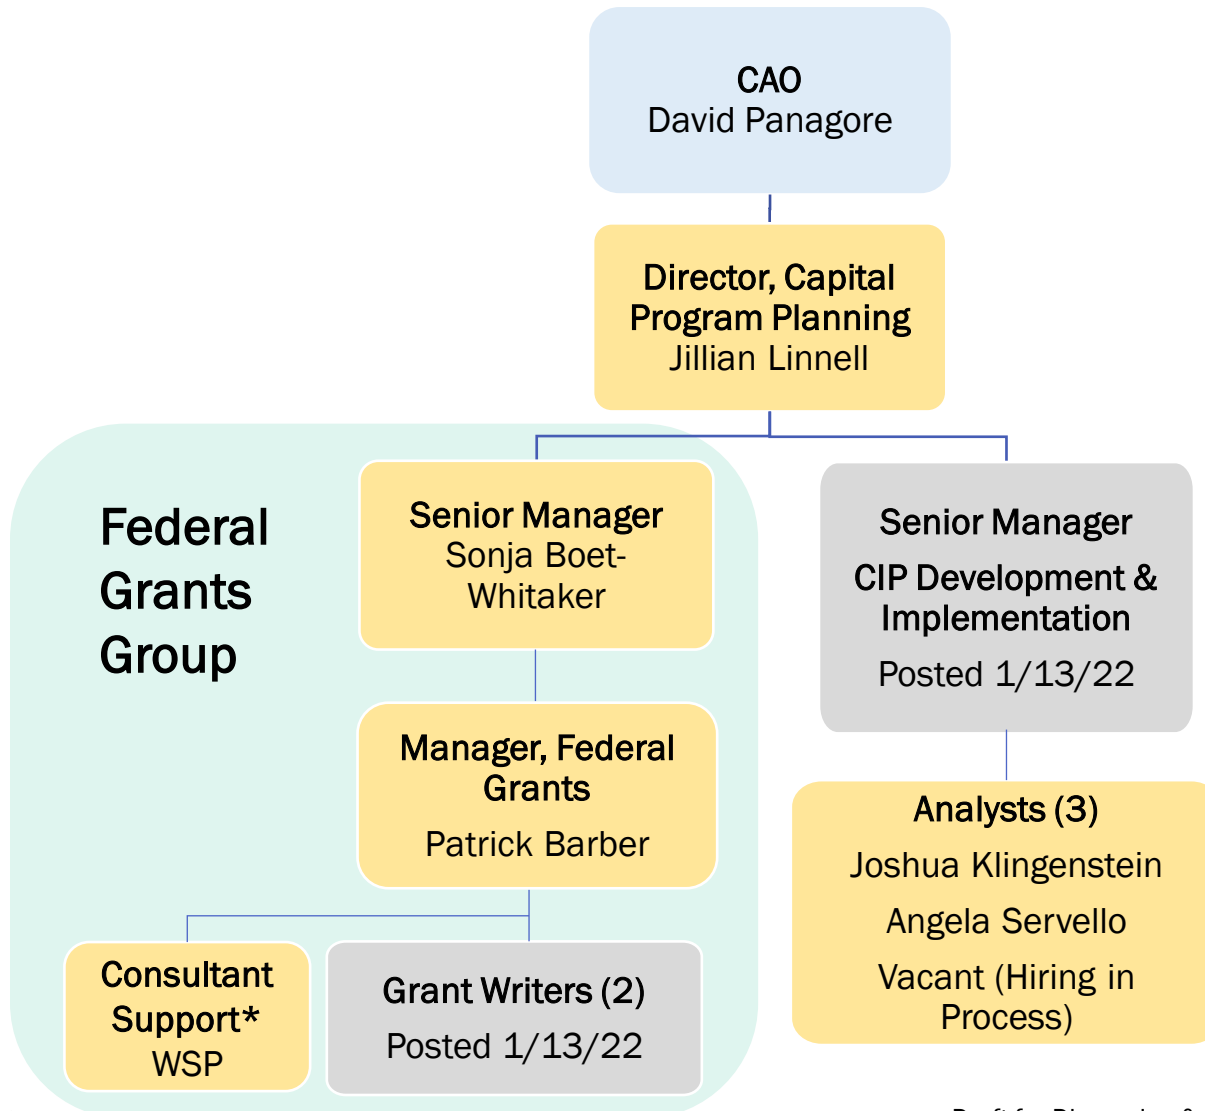 CAO
David Panagore
Director, Capital
Program Planning
Jillian Linnell
Federal
Grants
Group
Senior Manager
Sonja Boet-
Whitaker
Senior Manager
CIP Development &
Implementation
Posted 1/13/22
Manager, Federal
Grants
Patrick Barber
Analysts (3)
Joshua Klingenstein
Angela Servello
Vacant (Hiring in
Process)
Consultant
Support*
WSP
Grant Writers (2)
Posted 1/13/22